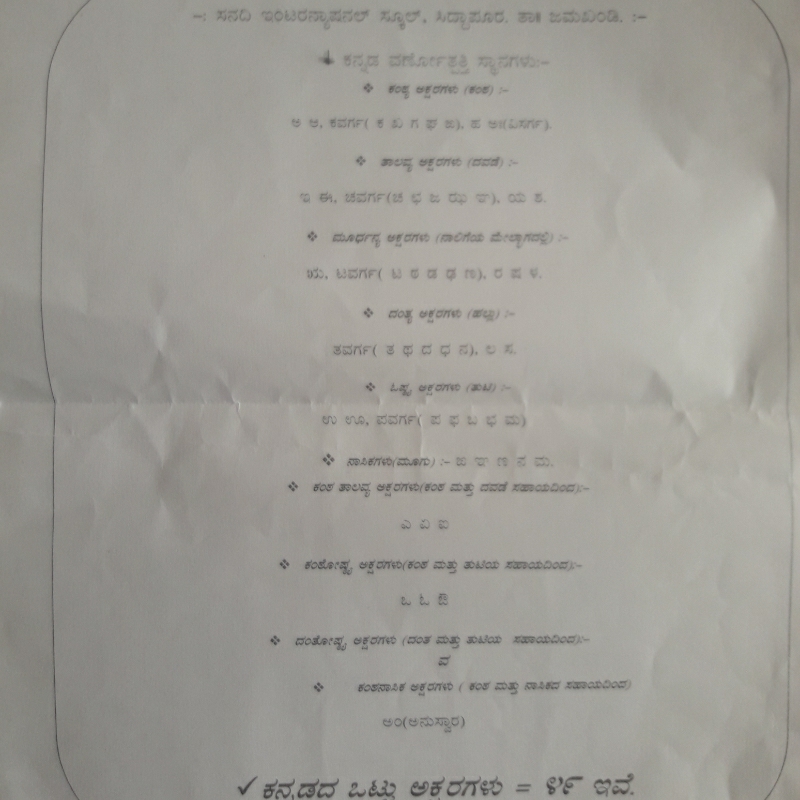 -: ಸನದಿ ಇಂಟರನ್ಯಾಷನಲ್ ಸ್ಕೂಲ್, ಸಿದ್ದಾಪೂರ. ತಾಃ ಜಮಖಂಡಿ. :-
ಕನ್ನಡ ವರ್ಣೋತ್ಪತ್ತಿ ಸ್ಥಾನಗಳು:-
❖ ಕಂಠ್ಯ ಅಕ್ಷರಗಳು (ಕಂಠ) :-
ಅ ಆ, ಕವರ್ಗ( ಕ ಖ ಗ ಘ ಙ), ಹ ಅಃ(ವಿಸರ್ಗ).
❖ ತಾಲವ್ಯ ಅಕ್ಷರಗಳು (ದವಡೆ) :-
ಇ ಈ, ಚವರ್ಗ(ಚ ಛ ಜ ಝ ಞ), ಯ ಶ.
❖ ಮೂರ್ಧನ್ಯ ಅಕ್ಷರಗಳು (ನಾಲಿಗೆಯ ಮೇಲ್ಭಾಗದಲ್ಲಿ) :-
ಋ, ಟವರ್ಗ( ಟ ಠ ಡ ಢ ಣ), ರ ಷ ಳ.
❖ ದಂತ್ಯ ಅಕ್ಷರಗಳು (ಹಲ್ಲು) :-
ತವರ್ಗ( ತ ಥ ದ ಧ ನ), ಲ ಸ.
❖ ಓಷ್ಠ್ಯ ಅಕ್ಷರಗಳು (ತುಟಿ) :-
ಉ ಊ, ಪವರ್ಗ( ಪ ಫ ಬ ಭ ಮ)
❖ ನಾಸಿಕಗಳು(ಮೂಗು) :- ಙ ಞ ಣ ನ ಮ.
❖ ಕಂಠ ತಾಲವ್ಯ ಅಕ್ಷರಗಳು(ಕಂಠ ಮತ್ತು ದವಡೆ ಸಹಾಯದಿಂದ):-
ಎ ಏ ಐ
❖ ಕಂಠೋಷ್ಠ್ಯ ಅಕ್ಷರಗಳು(ಕಂಠ ಮತ್ತು ತುಟಿಯ ಸಹಾಯದಿಂದ):-
ಒ ಓ ಔ
❖ ದಂತೋಷ್ಠ್ಯ ಅಕ್ಷರಗಳು (ದಂತ ಮತ್ತು ತುಟಿಯ ಸಹಾಯದಿಂದ):-
ವ
❖ ಕಂಠನಾಸಿಕ ಅಕ್ಷರಗಳು ( ಕಂಠ ಮತ್ತು ನಾಸಿಕದ ಸಹಾಯದಿಂದ)
ಅಂ(ಅನುಸ್ವಾರ)
✓ ಕನ್ನಡದ ಒಟ್ಟು ಅಕ್ಷರಗಳು = ೪೯ ಇವೆ.